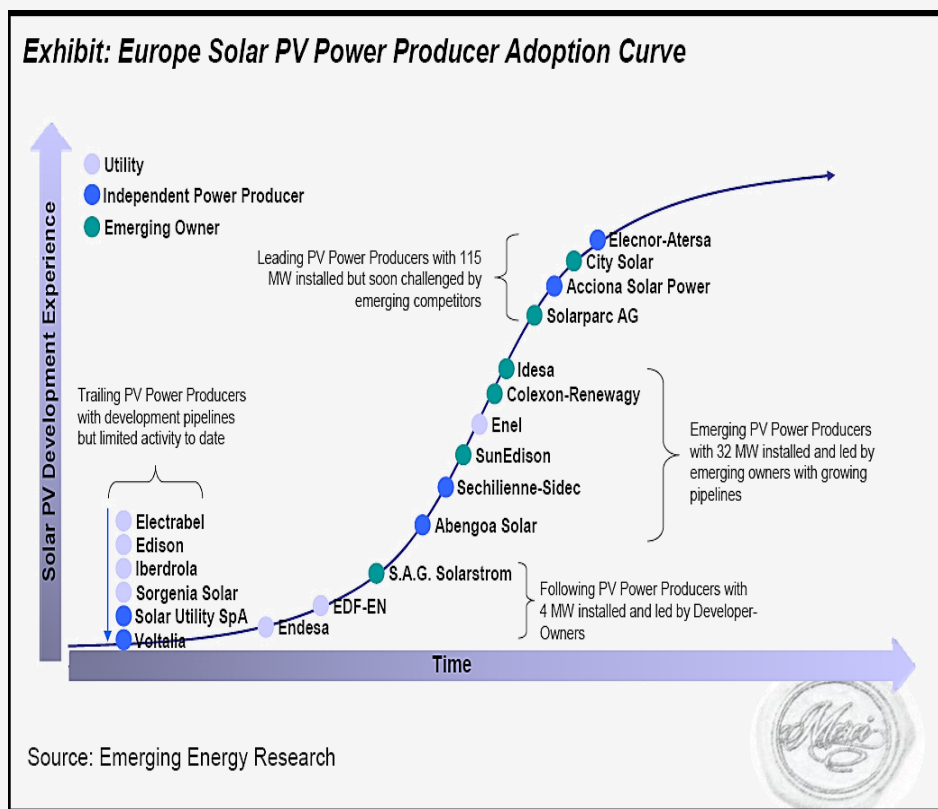 Exhibit: Europe Solar PV Power Producer Adoption Curve
Solar PV Development Experience
Utility
Independent Power Producer
Emerging Owner
Leading PV Power Producers with 115
MW installed but soon challenged by
emerging competitors
Elecnor-Atersa
City Solar
Acciona Solar Power
Solarparc AG
Idesa
Colexon-Renewagy
Enel
SunEdison
Sechilienne-Sidec
Abengoa Solar
Emerging PV Power Producers
with 32 MW installed and led by
emerging owners with growing
pipelines
Trailing PV Power Producers
with development pipelines
but limited activity to date
Electrabel
Edison
Iberdrola
Sorgenia Solar
Solar Utility SpA
Voltalia
S.A.G. Solarstrom
EDF-EN
Endesa
Following PV Power Producers with
4 MW installed and led by Developer-
Owners
Time
Source: Emerging Energy Research